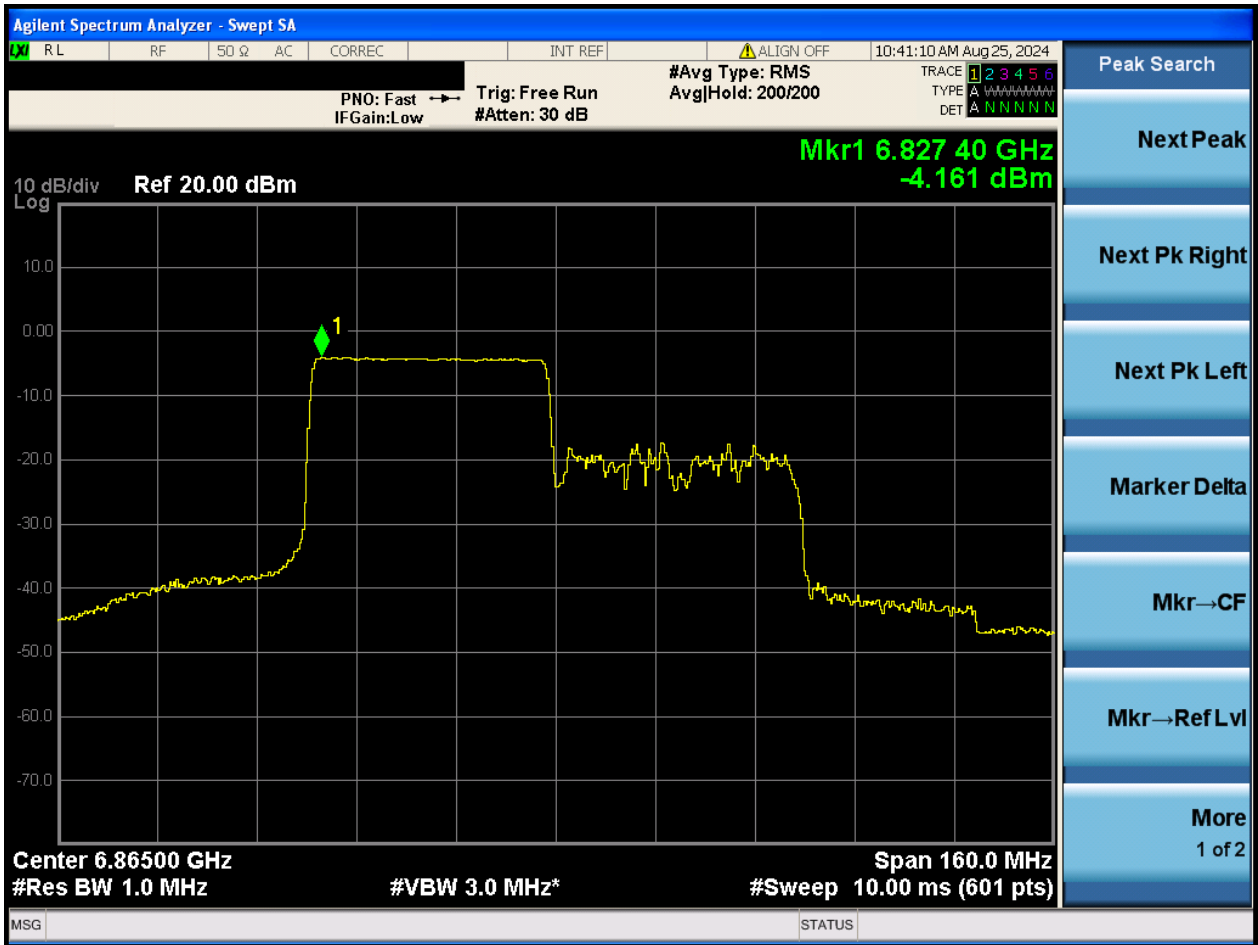 Agilent Spectrum Analyzer - Swept SA
LXI RL RF 50 Ω AC CORREC INT REF ALIGN OFF 10:41:10 AM Aug 25, 2024
PNO: Fast
IFGain:Low
Trig: Free Run
#Atten: 30 dB
#Avg Type: RMS
Avg|Hold: 200/200
TRACE 1 2 3 4 5 6
TYPE A WWWWWW
DET A N N N N N
Mkr1 6.827 40 GHz
-4.161 dBm
10 dB/div Ref 20.00 dBm
Log
10.0
0.00
-10.0
-20.0
-30.0
-40.0
-50.0
-60.0
-70.0
1
Center 6.86500 GHz Span 160.0 MHz
#Res BW 1.0 MHz #VBW 3.0 MHz* #Sweep 10.00 ms (601 pts)
MSG STATUS
Peak Search
Next Peak
Next Pk Right
Next Pk Left
Marker Delta
Mkr→CF
Mkr→Ref Lvl
More
1 of 2